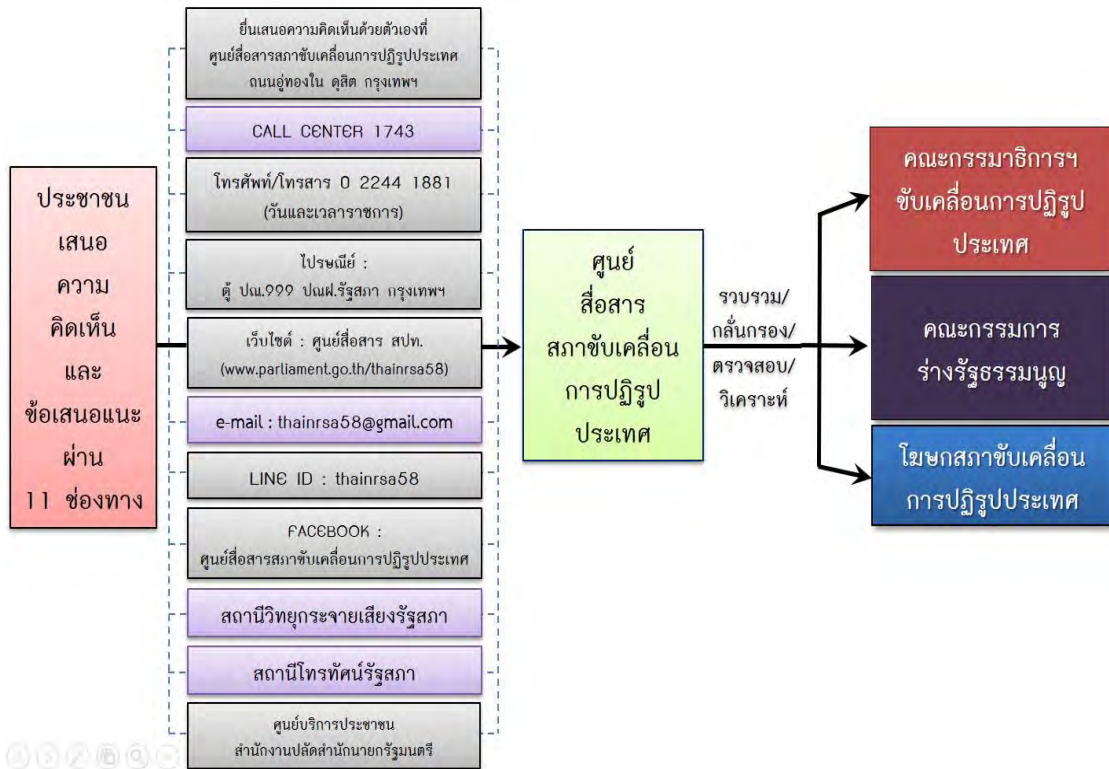 ประชาชน
เสนอ
ความ
คิดเห็น
และ
ข้อเสนอแนะ
ผ่าน
11 ช่องทาง
ยื่นเสนอความคิดเห็นด้วยตัวเองที่
ศูนย์สื่อสารสภาขับเคลื่อนการปฏิรูปประเทศ
ถนนอู่ทองใน ดุสิต กรุงเทพฯ
CALL CENTER 1743
โทรศัพท์/โทรสาร 0 2244 1881
(วันและเวลาราชการ)
ไปรษณีย์ :
ตู้ ปณ.999 ปณฝ.รัฐสภา กรุงเทพฯ
เว็บไซต์ : ศูนย์สื่อสาร สปท.
(www.parliament.go.th/thainrsa58)
e-mail : thainrsa58@gmail.com
LINE ID : thainrsa58
FACEBOOK :
ศูนย์สื่อสารสภาขับเคลื่อนการปฏิรูปประเทศ
สถานีวิทยุกระจายเสียงรัฐสภา
สถานีโทรทัศน์รัฐสภา
ศูนย์บริการประชาชน
สำนักงานปลัดสำนักนายกรัฐมนตรี
ศูนย์
สื่อสาร
สภาขับเคลื่อน
การปฏิรูป
ประเทศ
รวบรวม/
กลั่นกรอง/
ตรวจสอบ/
วิเคราะห์
คณะกรรมาธิการฯ
ขับเคลื่อนการปฏิรูป
ประเทศ
คณะกรรมการ
ร่างรัฐธรรมนูญ
โฆษกสภาขับเคลื่อน
การปฏิรูปประเทศ